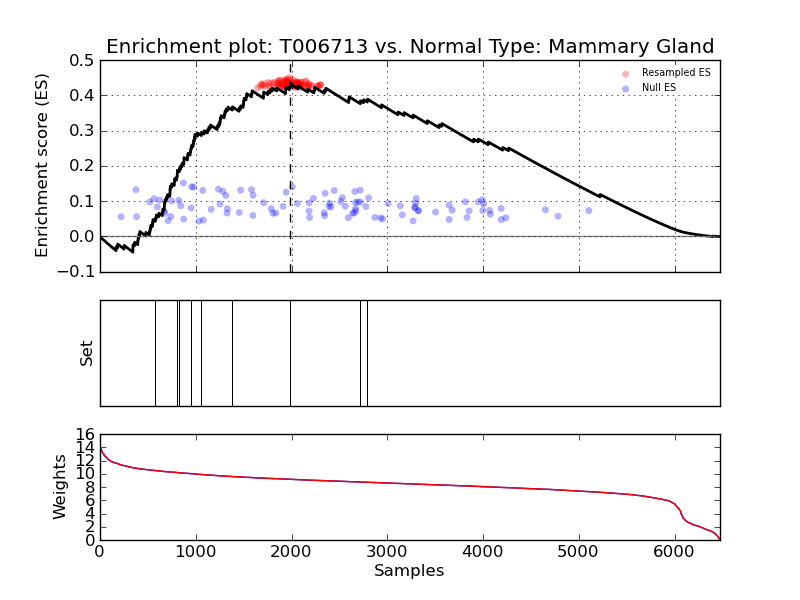 Enrichment plot: T006713 vs. Normal Type: Mammary Gland
Enrichment score (ES)
0.5
0.4
0.3
0.2
0.1
0.0
−0.1
Resampled ES
Null ES
Set
Weights
16
14
12
10
8
6
4
2
0
0 1000 2000 3000 4000 5000 6000
Samples